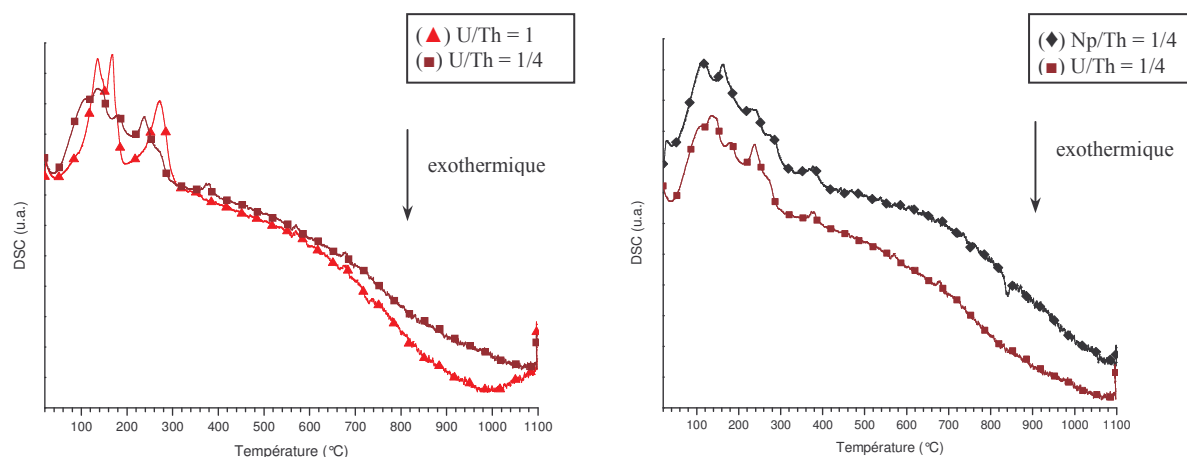 (▲) U/Th = 1
(■) U/Th = 1/4
exothermique
DSC (u.a.)
100 200 300 400 500 600 700 800 900 1000 1100
Température (°C)
(◆) Np/Th = 1/4
(■) U/Th = 1/4
exothermique
DSC (u.a.)
100 200 300 400 500 600 700 800 900 1000 1100
Température (°C)